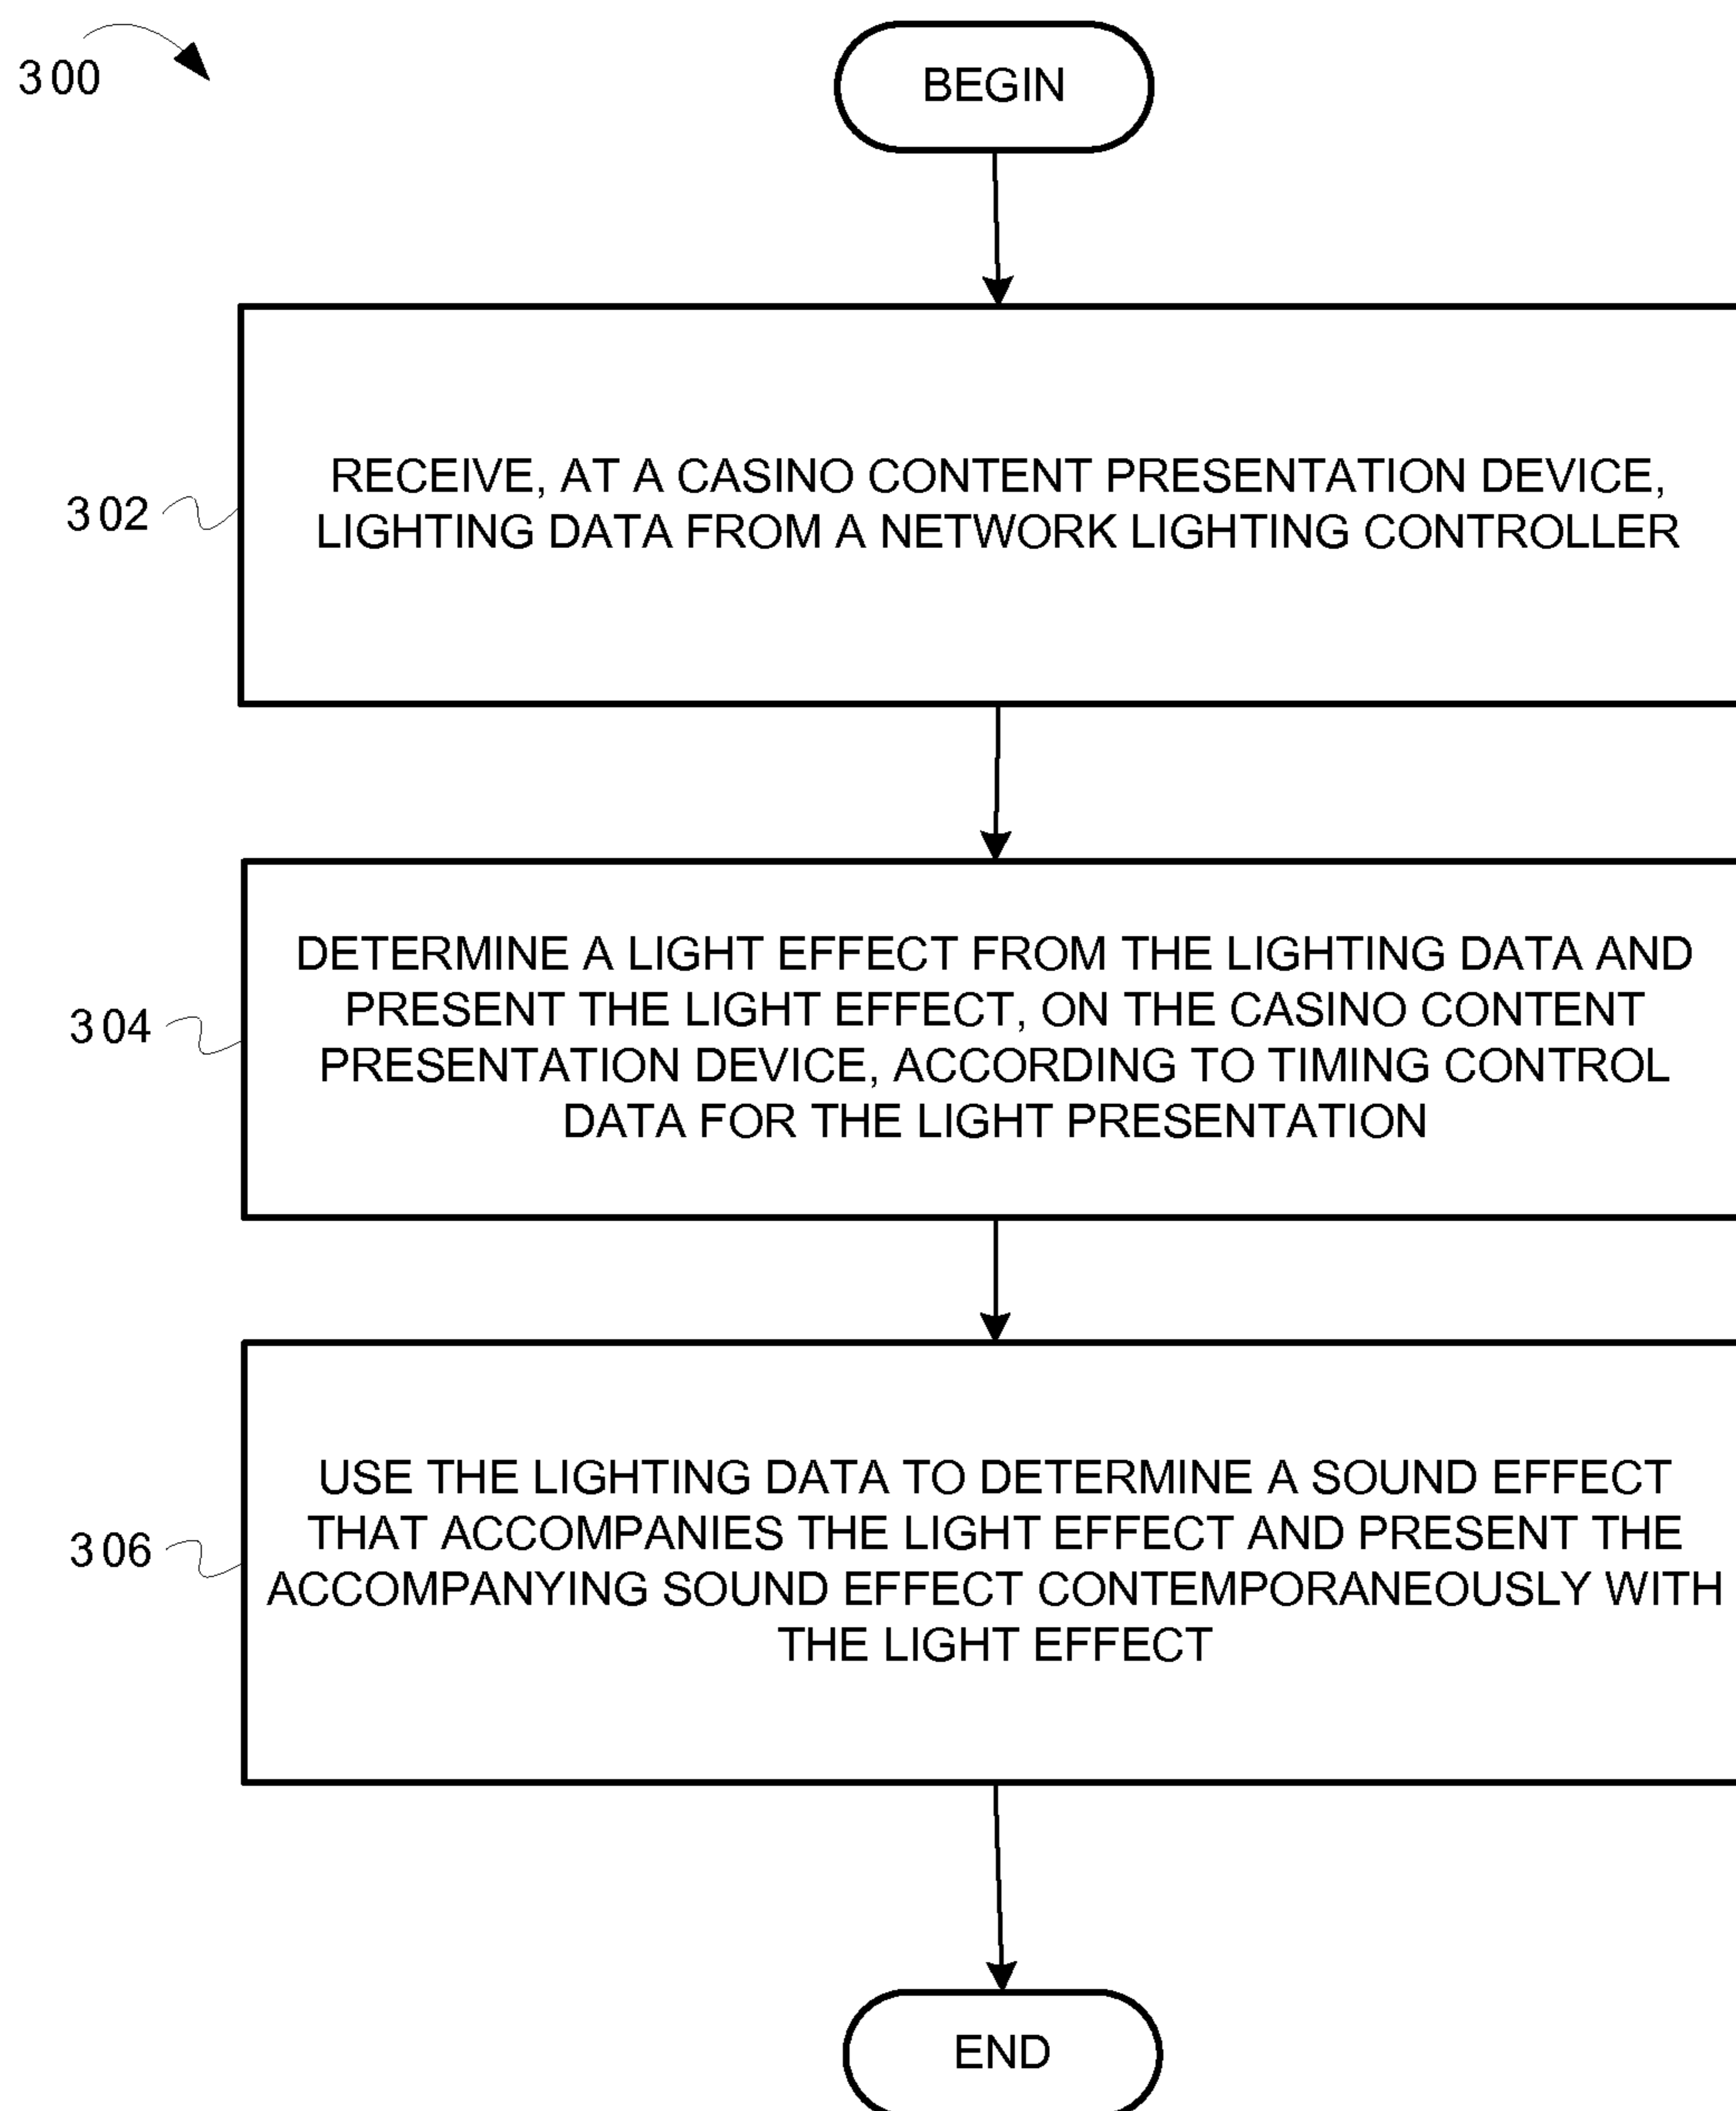 300
BEGIN
RECEIVE, AT A CASINO CONTENT PRESENTATION DEVICE,
LIGHTING DATA FROM A NETWORK LIGHTING CONTROLLER
302
DETERMINE A LIGHT EFFECT FROM THE LIGHTING DATA AND
PRESENT THE LIGHT EFFECT, ON THE CASINO CONTENT
PRESENTATION DEVICE, ACCORDING TO TIMING CONTROL
DATA FOR THE LIGHT PRESENTATION
304
USE THE LIGHTING DATA TO DETERMINE A SOUND EFFECT
THAT ACCOMPANIES THE LIGHT EFFECT AND PRESENT THE
ACCOMPANYING SOUND EFFECT CONTEMPORANEOUSLY WITH
THE LIGHT EFFECT
306
END